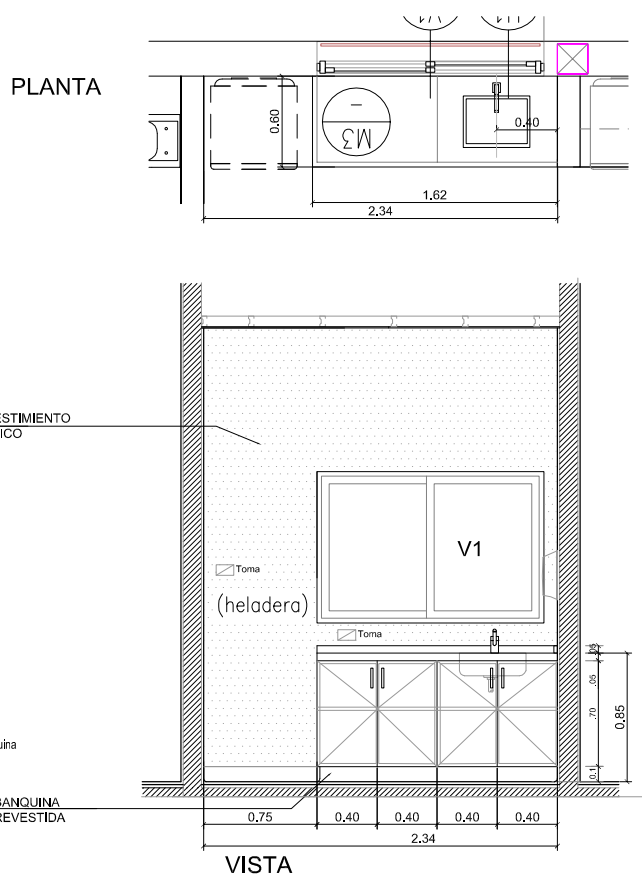 PLANTA
0.60
M3
-
0.40
1.62
2.34
ESTIMIENTO
ICO
V1
Toma
(heladera)
Toma
.05
.05
.70
0.85
0.1
uina
BANQUINA
REVESTIDA
0.75
0.40
0.40
0.40
0.40
2.34
VISTA